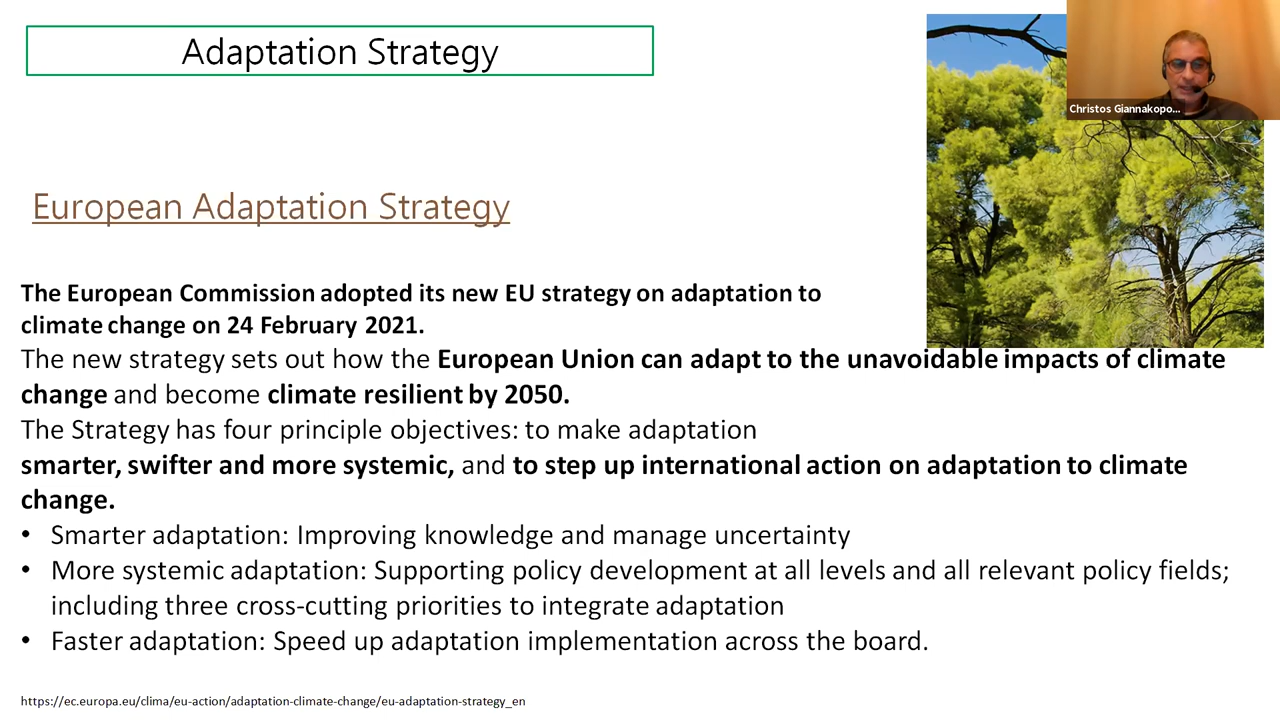 Adaptation Strategy
Christos Giannakopo...
European Adaptation Strategy
The European Commission adopted its new EU strategy on adaptation to
climate change on 24 February 2021.
The new strategy sets out how the European Union can adapt to the unavoidable impacts of climate
change and become climate resilient by 2050.
The Strategy has four principle objectives: to make adaptation
smarter, swifter and more systemic, and to step up international action on adaptation to climate
change.
• Smarter adaptation: Improving knowledge and manage uncertainty
• More systemic adaptation: Supporting policy development at all levels and all relevant policy fields;
including three cross-cutting priorities to integrate adaptation
• Faster adaptation: Speed up adaptation implementation across the board.
https://ec.europa.eu/clima/eu-action/adaptation-climate-change/eu-adaptation-strategy_en